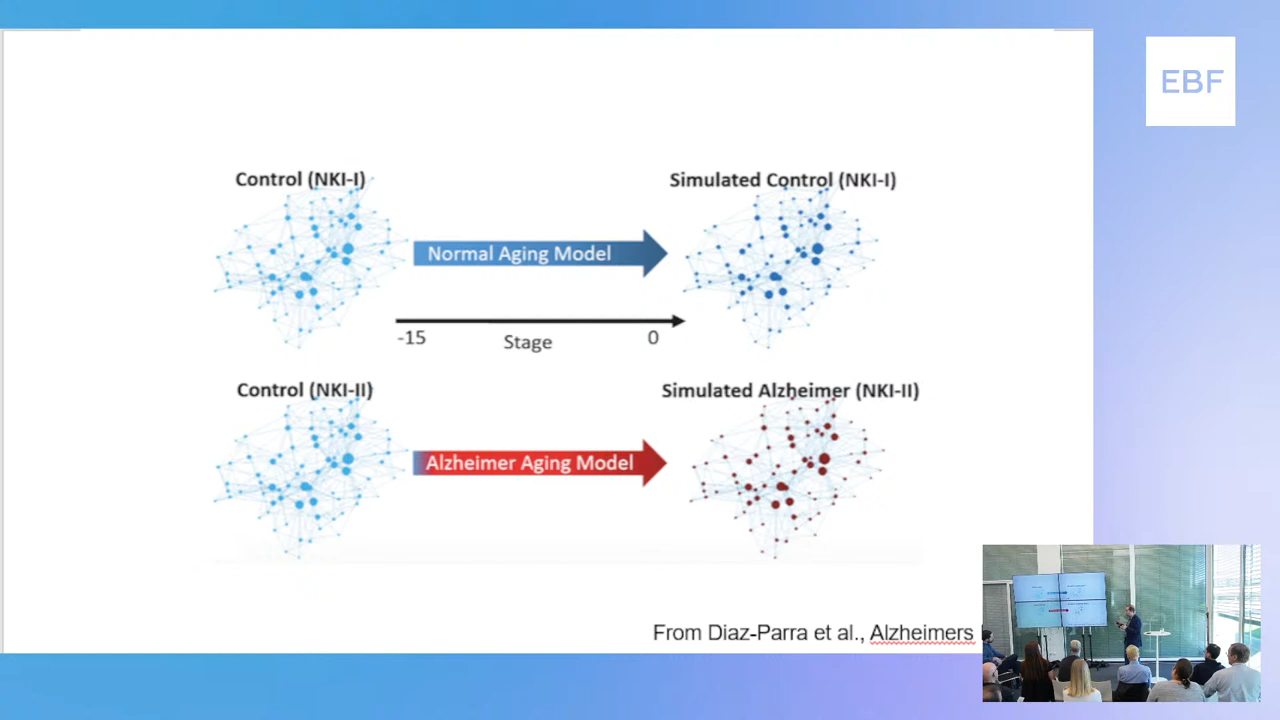 EBF
Control (NKI-I)
Simulated Control (NKI-I)
Normal Aging Model
-15
Stage
0
Control (NKI-II)
Simulated Alzheimer (NKI-II)
Alzheimer Aging Model
From Diaz-Parra et al., Alzheimers